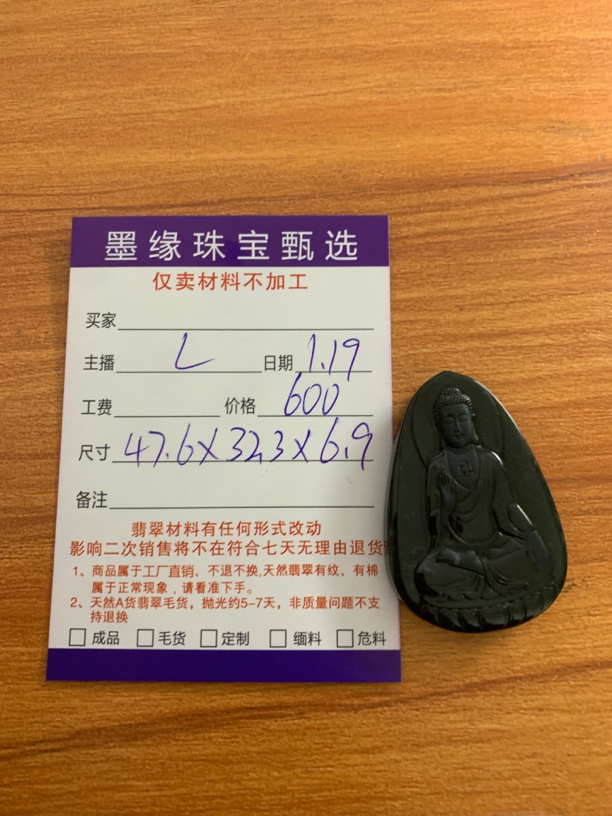 墨缘珠宝甄选
仅卖材料不加工
买家
主播 L 日期 1.19
工费 价格 600
尺寸 47.6×32.3×6.9
备注
翡翠材料有任何形式改动
影响二次销售将不在符合七天无理由退货
1、商品属于工厂直销、不退不换,天然翡翠有纹、有棉
属于正常现象，请看准下手。
2、天然A货翡翠毛货，抛光约5-7天，非质量问题不支
持退换
□ 成品 □ 毛货 □ 定制 □ 缅料 □ 危料